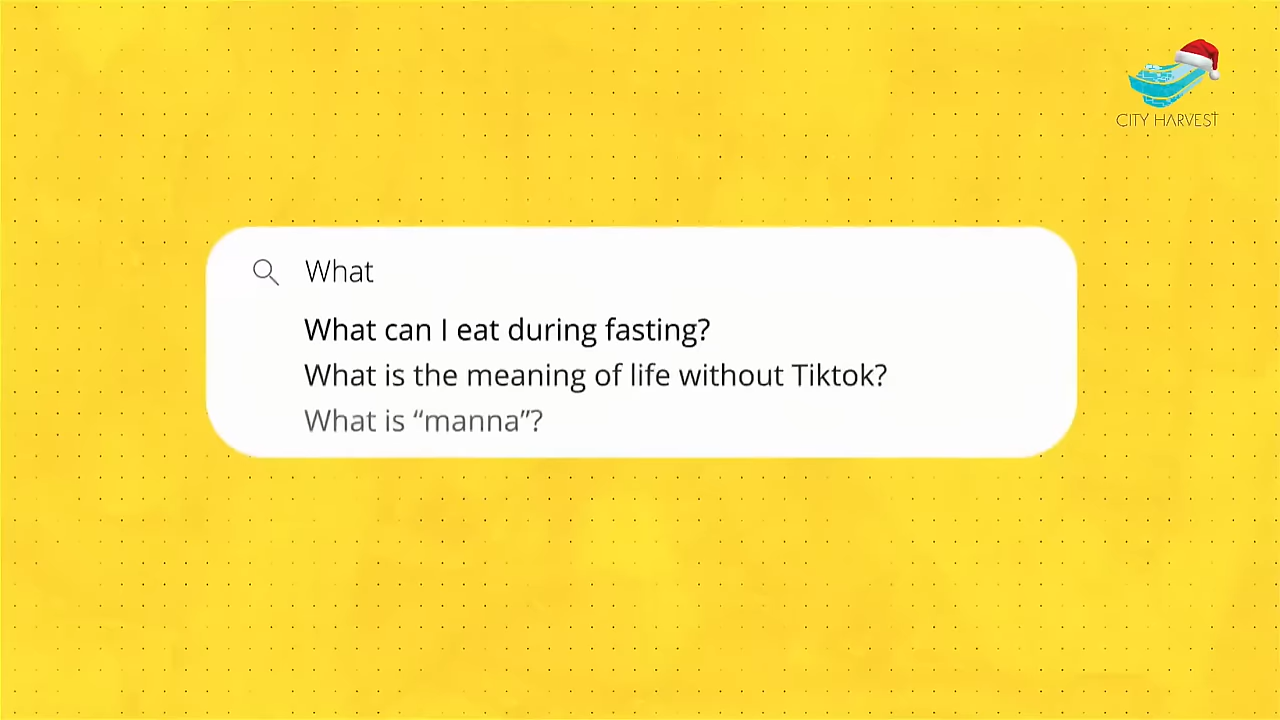 CITY HARVEST
What
What can I eat during fasting?
What is the meaning of life without Tiktok?
What is “manna”?